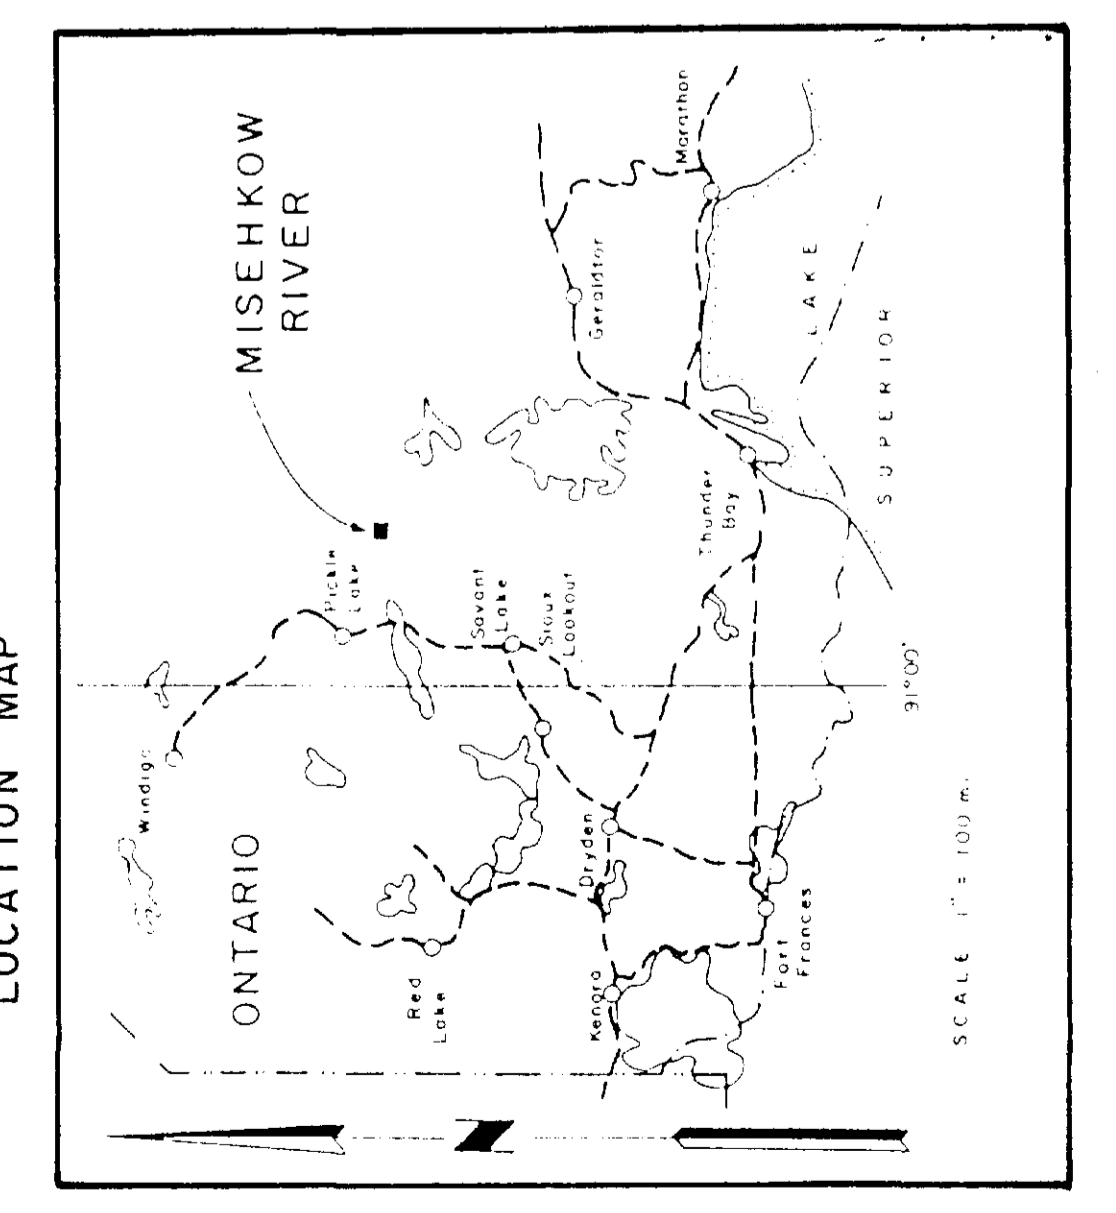 LOCATION MAP
MISEHKOW
RIVER
Marathon
Geraldton
LAKE
SUPERIOR
Thunder
Bay
Pickle
Lake
Savant
Lake
Sioux
Lookout
91°00'
Windigo
ONTARIO
Dryden
Red
Lake
Kenora
Fort
Frances
SCALE 1" = 100 m.
N